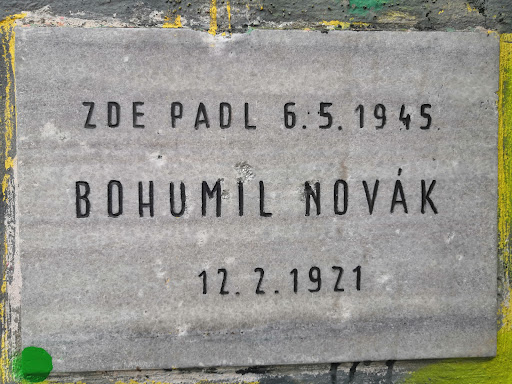 ZDE PADL 6.5.1945
BOHUMIL NOVÁK
12.2.1921